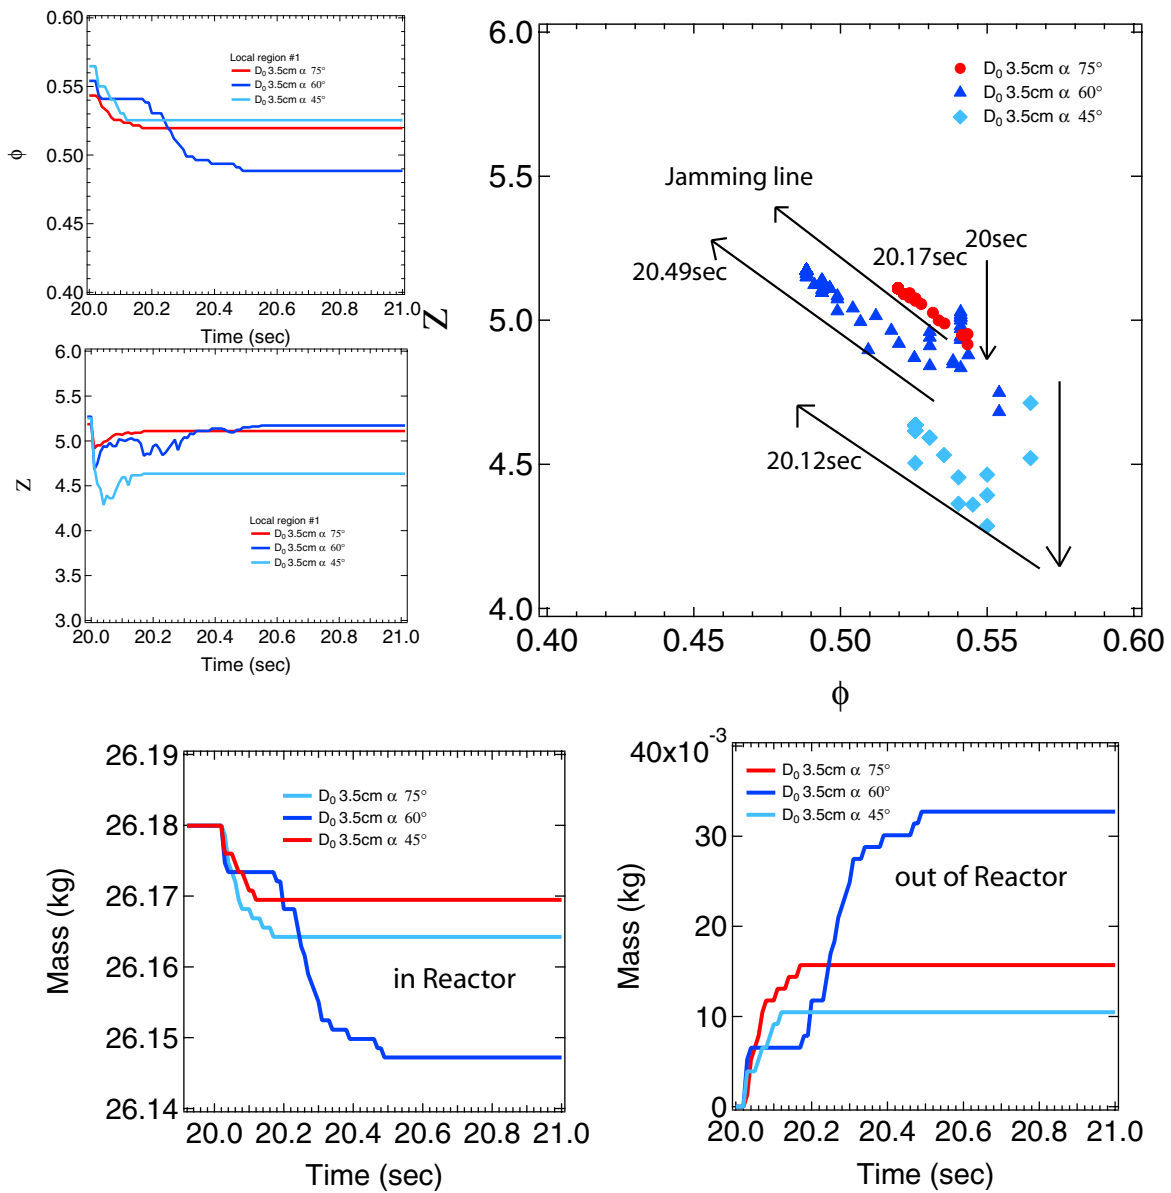 0.60
0.55
0.50
0.45
0.40
ϕ
Local region #1
D0 3.5cm α 75°
D0 3.5cm α 60°
D0 3.5cm α 45°
20.0 20.2 20.4 20.6 20.8 21.0
Time (sec)
6.0
5.5
5.0
4.5
4.0
3.5
3.0
Z
Local region #1
D0 3.5cm α 75°
D0 3.5cm α 60°
D0 3.5cm α 45°
20.0 20.2 20.4 20.6 20.8 21.0
Time (sec)
6.0
5.5
5.0
4.5
4.0
Z
D0 3.5cm α 75°
D0 3.5cm α 60°
D0 3.5cm α 45°
Jamming line
20.17sec
20sec
20.49sec
20.12sec
0.40 0.45 0.50 0.55 0.60
ϕ
26.19
26.18
26.17
26.16
26.15
26.14
Mass (kg)
D0 3.5cm α 75°
D0 3.5cm α 60°
D0 3.5cm α 45°
in Reactor
20.0 20.2 20.4 20.6 20.8 21.0
Time (sec)
40x10-3
30
20
10
0
Mass (kg)
D0 3.5cm α 75°
D0 3.5cm α 60°
D0 3.5cm α 45°
out of Reactor
20.0 20.2 20.4 20.6 20.8 21.0
Time (sec)